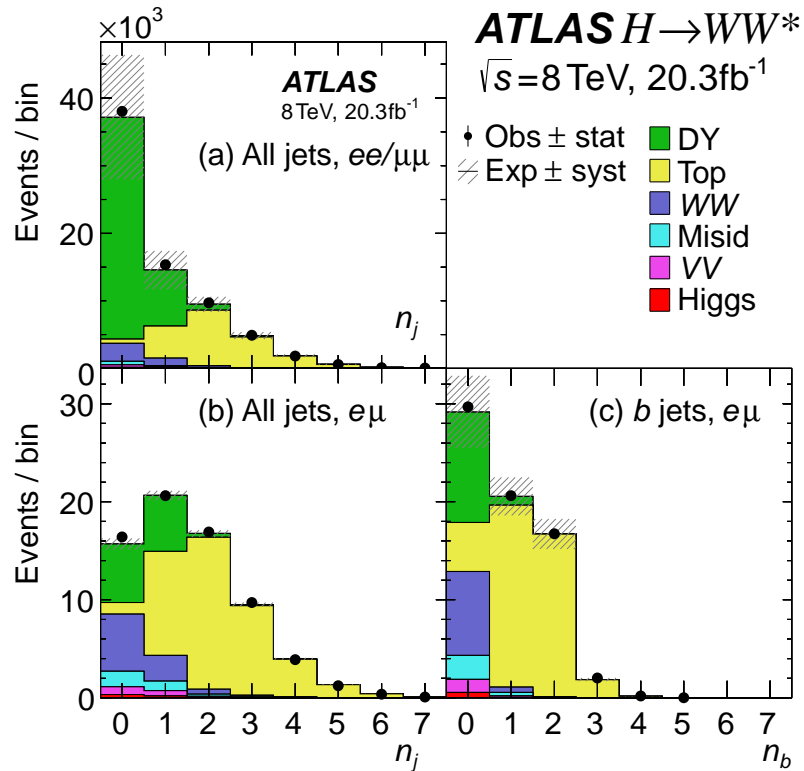 ×10³
ATLAS H→WW*
√s = 8 TeV, 20.3fb⁻¹
ATLAS
8 TeV, 20.3fb⁻¹
(a) All jets, ee/μμ
Obs ± stat
Exp ± syst
DY
Top
WW
Misid
VV
Higgs
Events / bin
40
20
0
n_j
(b) All jets, eμ
(c) b jets, eμ
Events / bin
30
20
10
0
0 1 2 3 4 5 6 7 0 1 2 3 4 5 6 7
n_j n_b